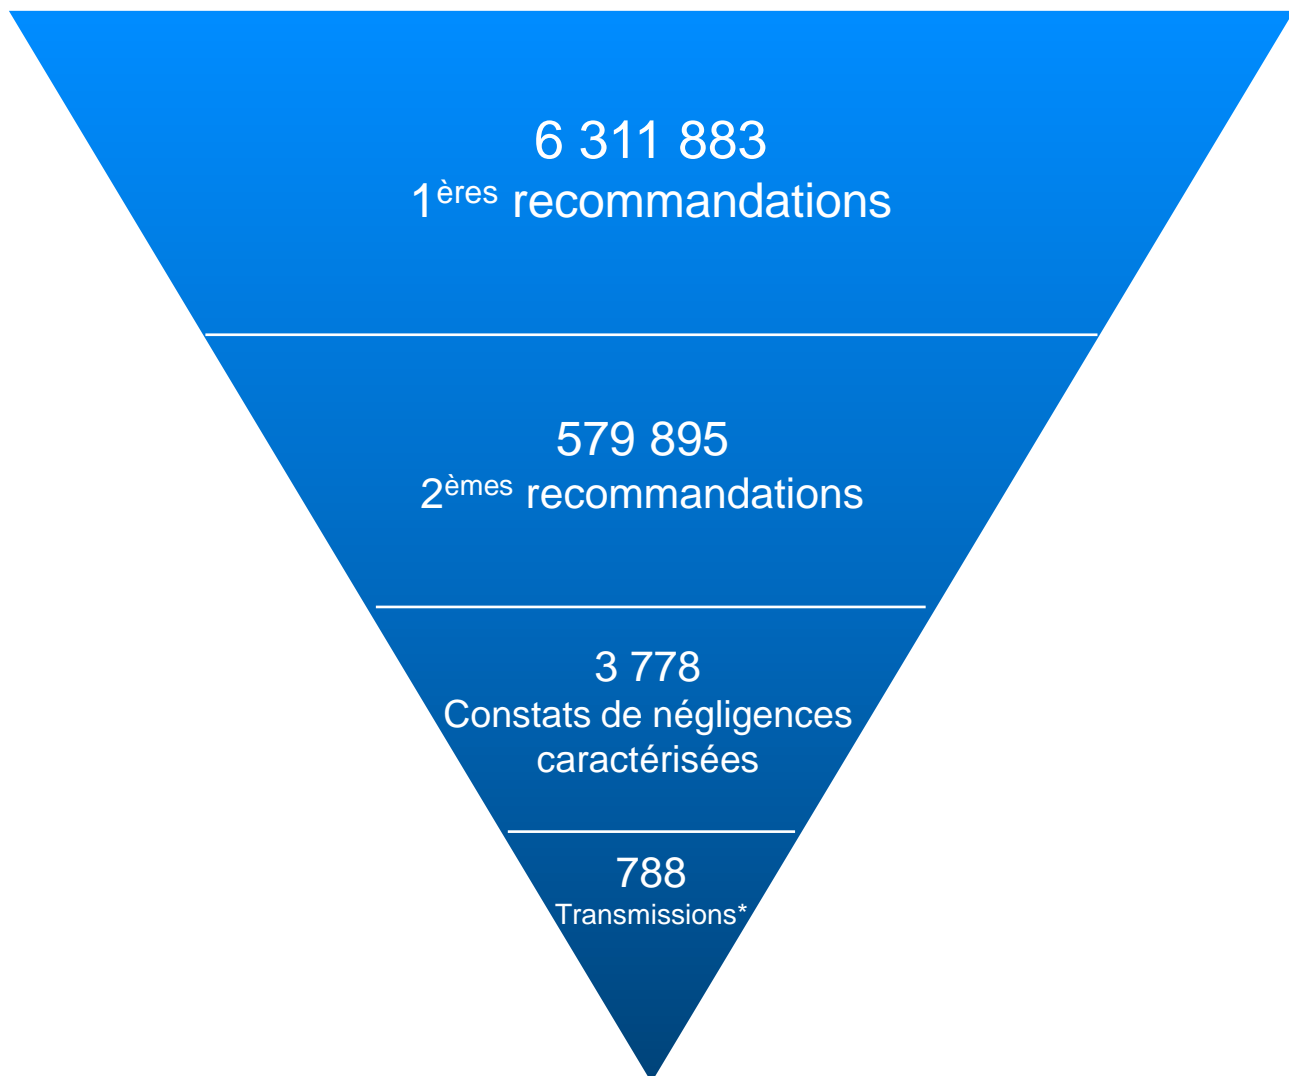 6 311 883
1ères recommandations
579 895
2èmes recommandations
3 778
Constats de négligences
caractérisées
788
Transmissions*